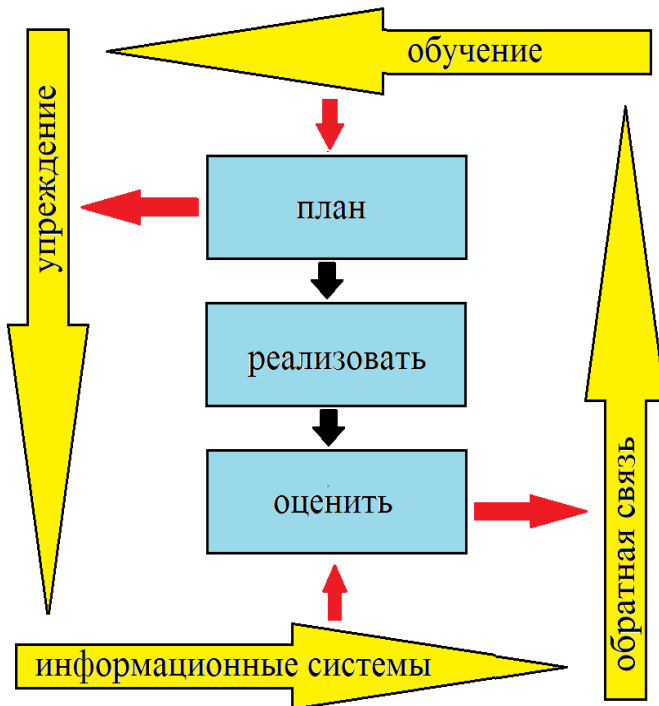 обучение
упреждение
план
реализовать
оценить
обратная связь
информационные системы